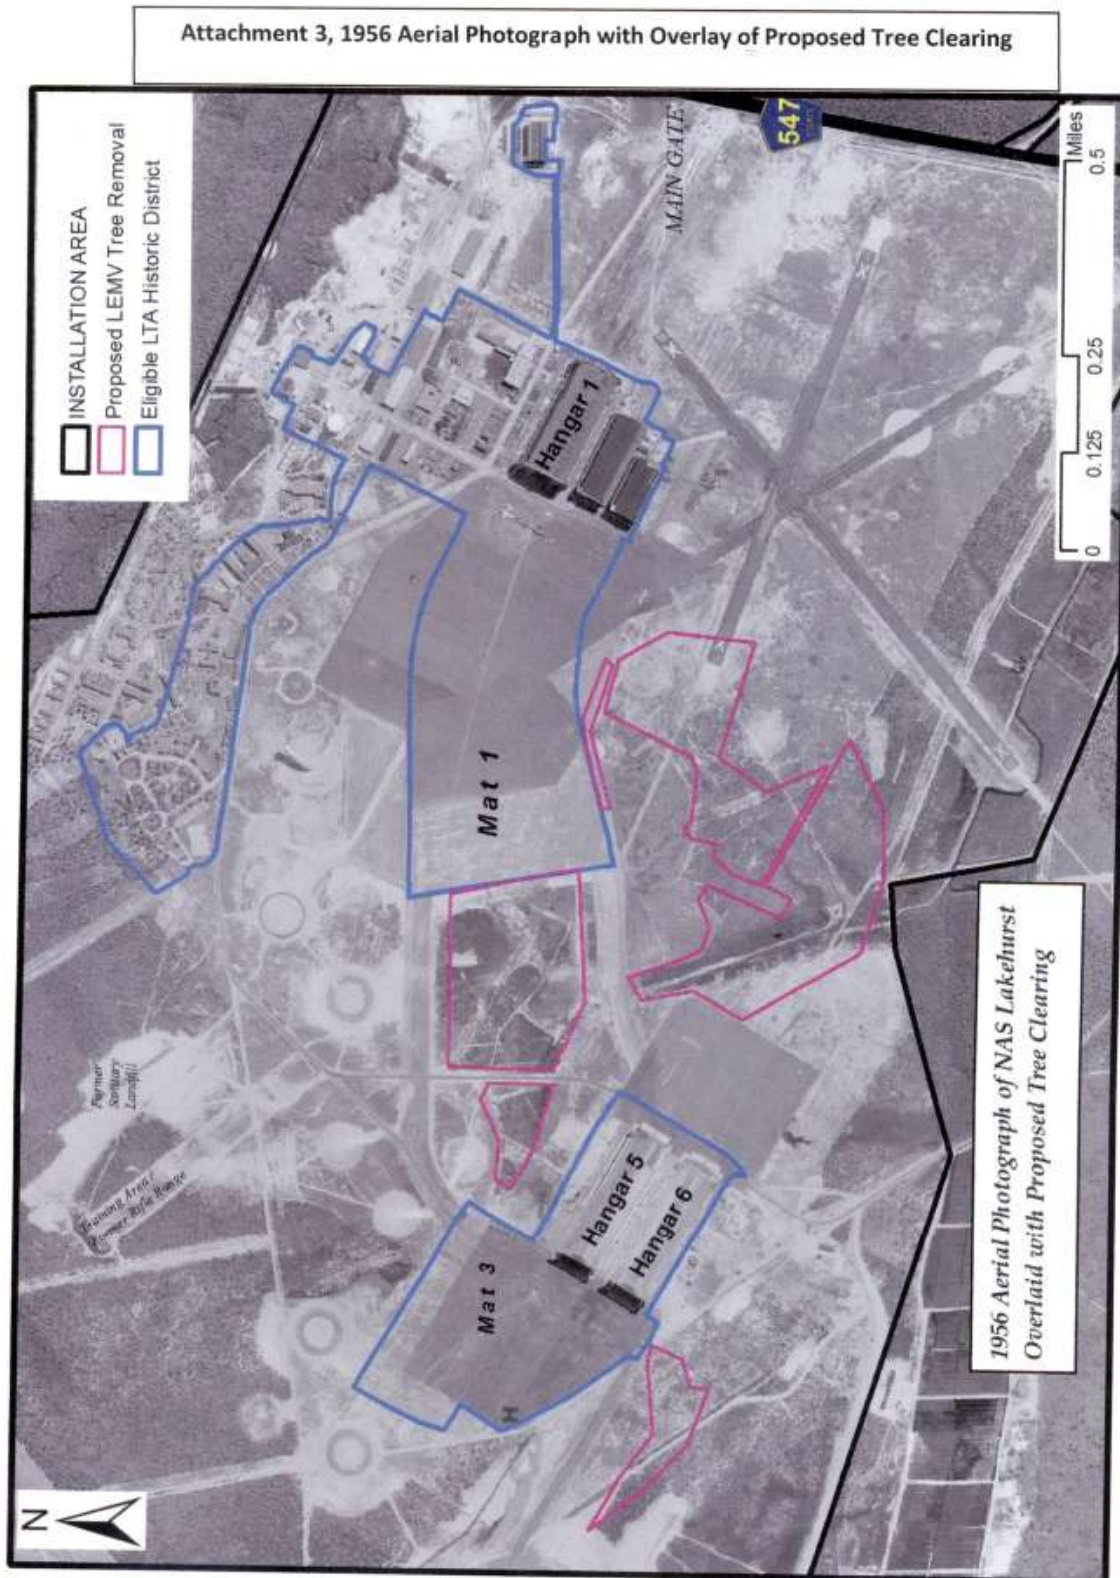 Attachment 3, 1956 Aerial Photograph with Overlay of Proposed Tree Clearing
INSTALLATION AREA
Proposed LEMV Tree Removal
Eligible LTA Historic District
N
547
MAIN GATE
Hangar 1
Mat 1
Former
Sanitary
Landfill
Training Area/
Former Rifle Range
Mat 3
H
Hangar 5
Hangar 6
X
X
X
X
X
X
0
0.125
0.25
0.5
Miles
1956 Aerial Photograph of NAS Lakehurst
Overlaid with Proposed Tree Clearing